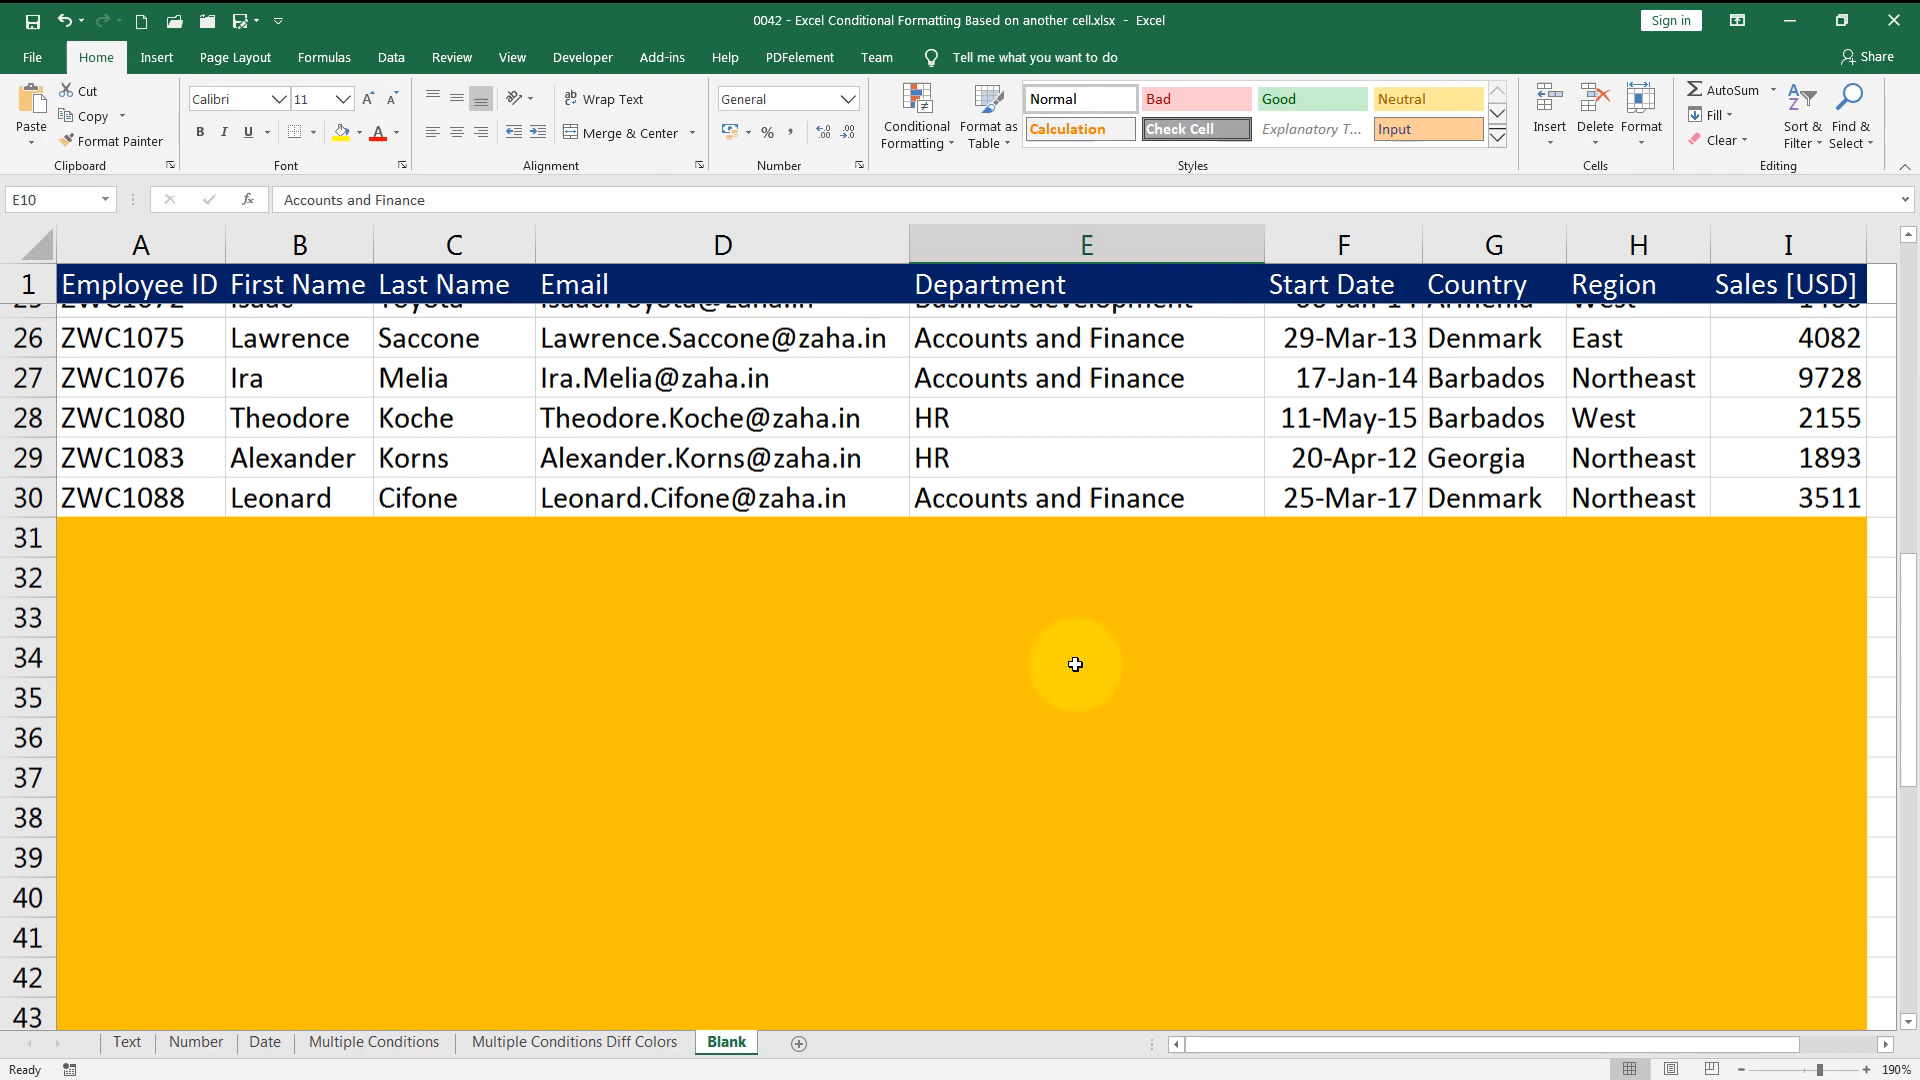 0042 - Excel Conditional Formatting Based on another cell.xlsx - Excel
Sign in
File Home Insert Page Layout Formulas Data Review View Developer Add-ins Help PDFelement Team Tell me what you want to do Share
Paste Cut Copy Format Painter Clipboard
Calibri 11 B I U A A A Font
ab Wrap Text Merge & Center Alignment
General % , .0 .00 Number
Conditional Formatting Format as Table Normal Bad Good Neutral
Calculation Check Cell Explanatory T... Input
Styles
Insert Delete Format Cells
AutoSum Fill Clear Sort & Filter Find & Select Editing
E10 fx Accounts and Finance
A B C D E F G H I
1 Employee ID First Name Last Name Email Department Start Date Country Region Sales [USD]
26 ZWC1075 Lawrence Saccone Lawrence.Saccone@zaha.in Accounts and Finance 29-Mar-13 Denmark East 4082
27 ZWC1076 Ira Melia Ira.Melia@zaha.in Accounts and Finance 17-Jan-14 Barbados Northeast 9728
28 ZWC1080 Theodore Koche Theodore.Koche@zaha.in HR 11-May-15 Barbados West 2155
29 ZWC1083 Alexander Korns Alexander.Korns@zaha.in HR 20-Apr-12 Georgia Northeast 1893
30 ZWC1088 Leonard Cifone Leonard.Cifone@zaha.in Accounts and Finance 25-Mar-17 Denmark Northeast 3511
31
32
33
34
35
36
37
38
39
40
41
42
43
Text Number Date Multiple Conditions Multiple Conditions Diff Colors Blank
Ready 190%